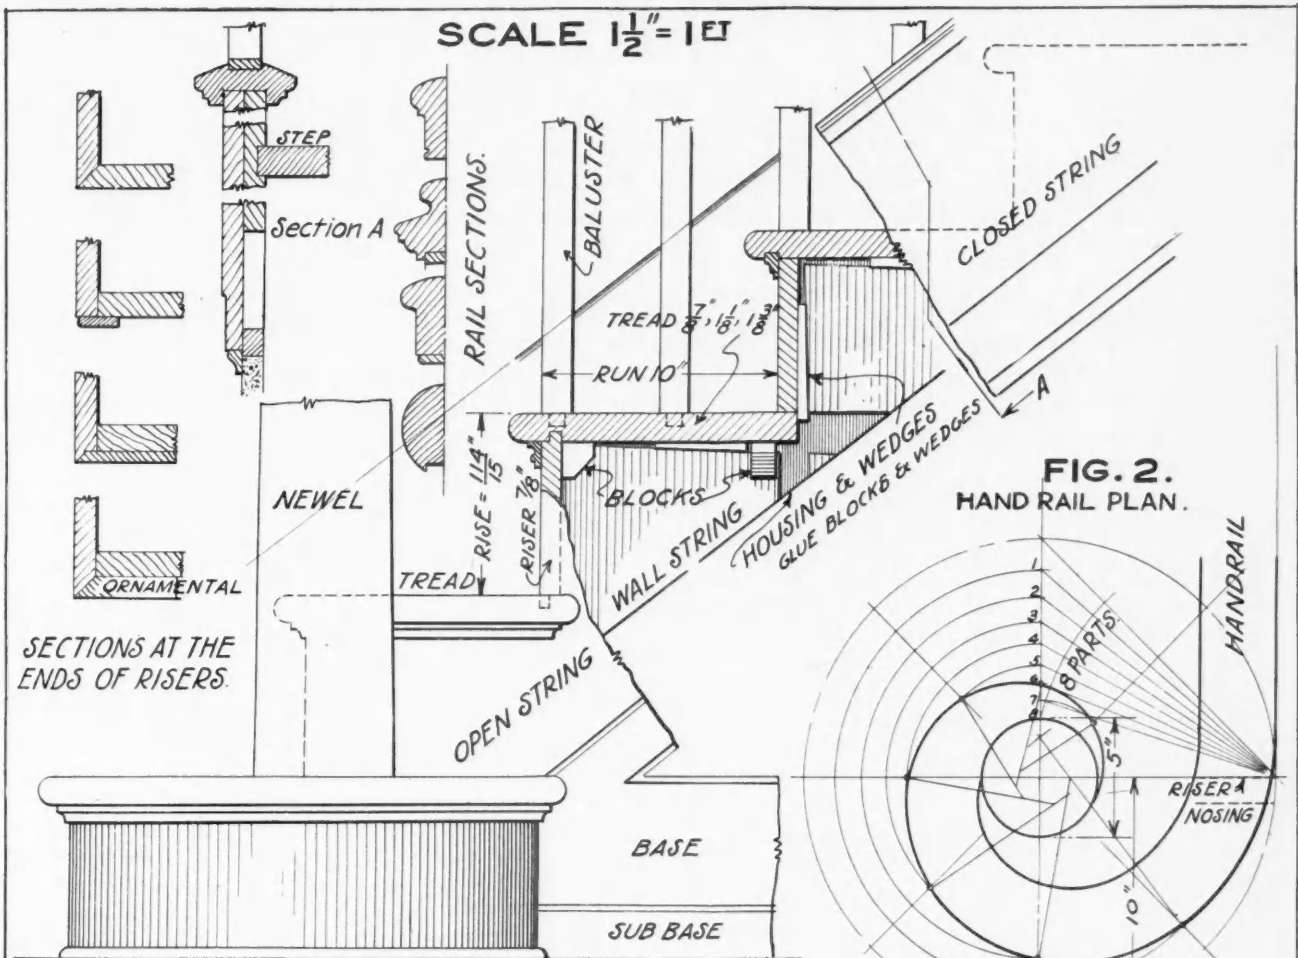 SCALE 1 1/2" = 1 FT
STEP
Section A
RAIL SECTIONS.
BALUSTER
CLOSED STRING
TREAD 7/8", 1 1/8", 1 3/8"
RUN 10"
A
NEWEL
RISE = 114"/15
RISER 7/8"
BLOCKS
WALL STRING
HOUSING & WEDGES
GLUE BLOCKS & WEDGES
ORNAMENTAL
TREAD
SECTIONS AT THE
ENDS OF RISERS.
OPEN STRING
BASE
SUB BASE
FIG. 2.
HAND RAIL PLAN.
HANDRAIL
1
2
3
4
5
6
7
8
8 PARTS
5"
10"
RISER
NOSING